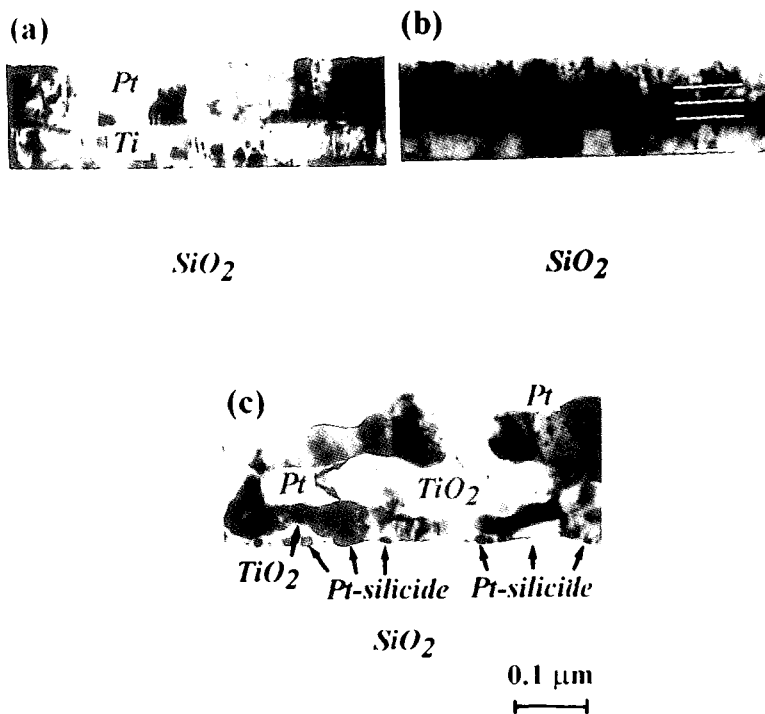 (a)
(b)
Pt
Ti
SiO2
SiO2
(c)
Pt
Pt
TiO2
TiO2
Pt-silicide
Pt-silicide
SiO2
0.1 μm